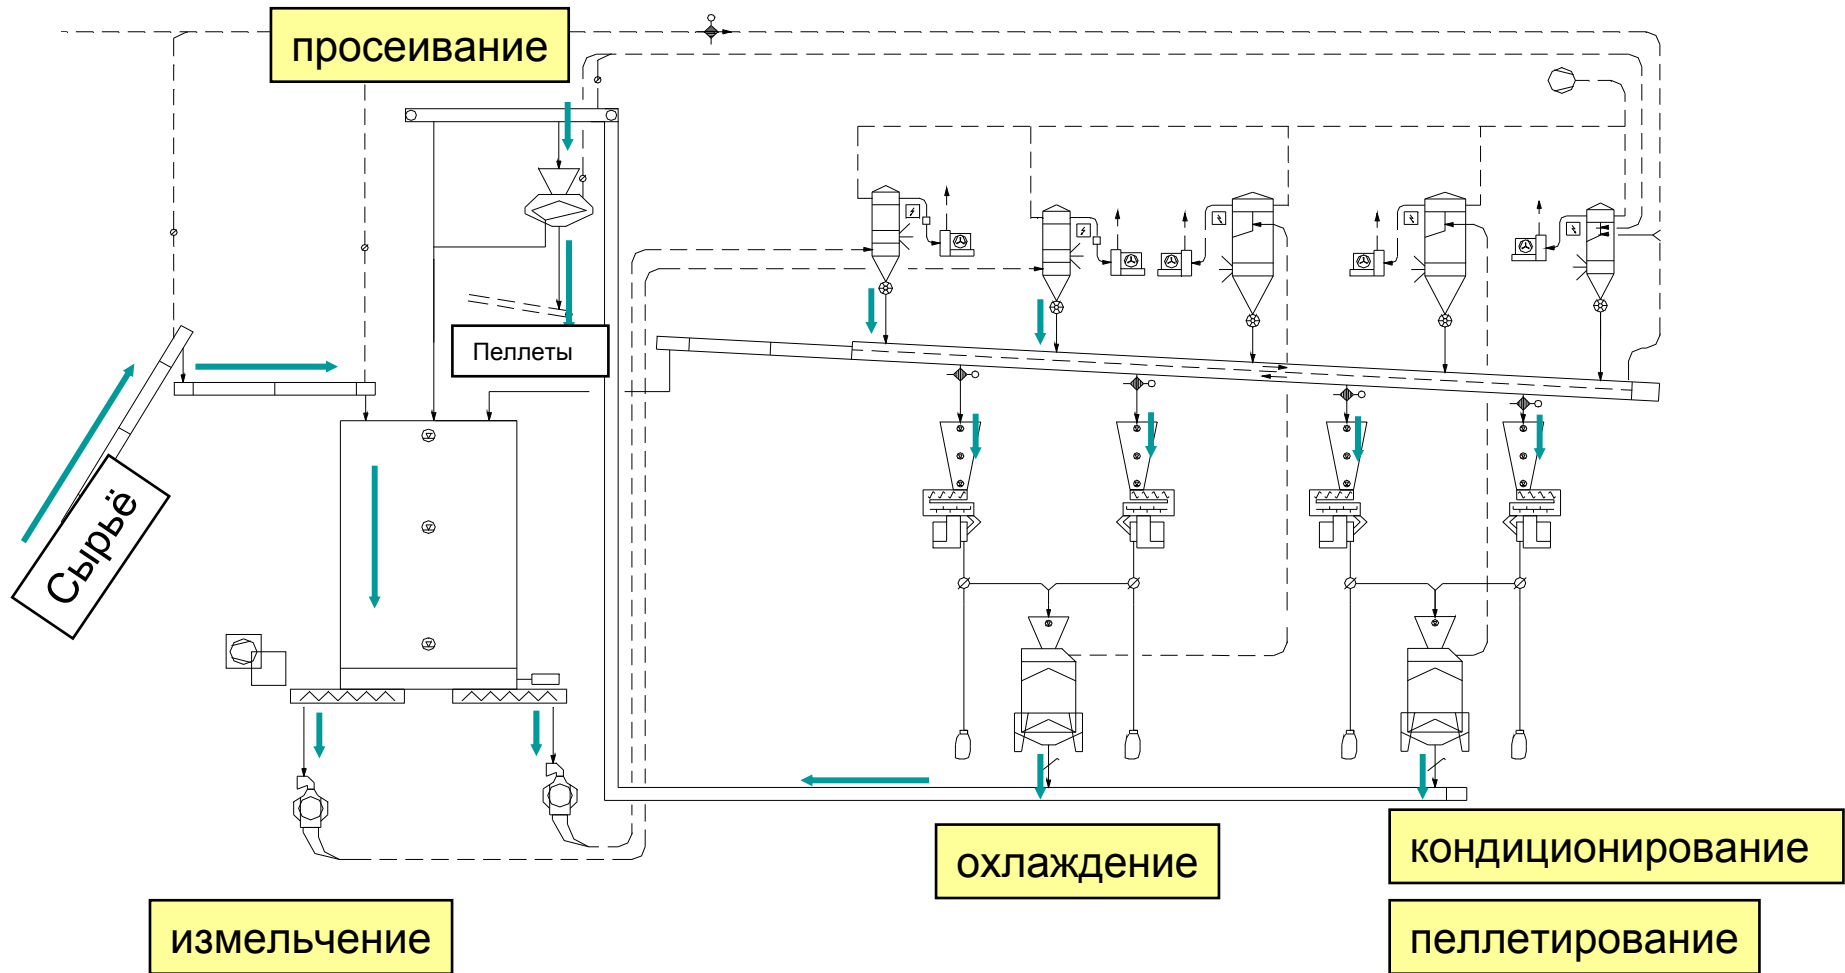 просеивание
Пеллеты
Сырьё
охлаждение
кондиционирование
измельчение
пеллетирование